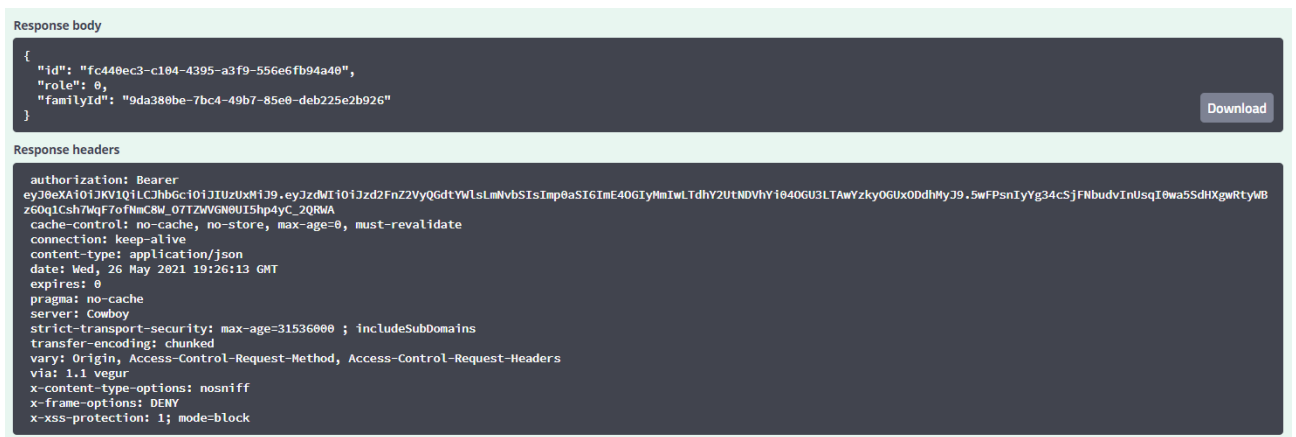 Response body
{
  "id": "fc440ec3-c104-4395-a3f9-556e6fb94a40",
  "role": 0,
  "familyId": "9da380be-7bc4-49b7-85e0-deb225e2b926"
}
Download
Response headers
authorization: Bearer
eyJ0eXAiOiJKV1QiLCJhbGciOiJIUzUxMiJ9.eyJzdWIiOiJzd2FnZ2VyQGdtYWlsLmNvbSIsImp0aSI6ImE4OGIyMmIwLTdhY2UtNDVhYi04OGU3LTAwYzkyOGUxODdhMyJ9.5wFPsnIyYg34cSjFNbudvInUsqI0wa5SdHXgwRtyWB
z6Oq1Csh7WqF7ofNmC8W_O7TZWVGN0UI5hp4yC_2QRWA
cache-control: no-cache, no-store, max-age=0, must-revalidate
connection: keep-alive
content-type: application/json
date: Wed, 26 May 2021 19:26:13 GMT
expires: 0
pragma: no-cache
server: Cowboy
strict-transport-security: max-age=31536000 ; includeSubDomains
transfer-encoding: chunked
vary: Origin, Access-Control-Request-Method, Access-Control-Request-Headers
via: 1.1 vegur
x-content-type-options: nosniff
x-frame-options: DENY
x-xss-protection: 1; mode=block